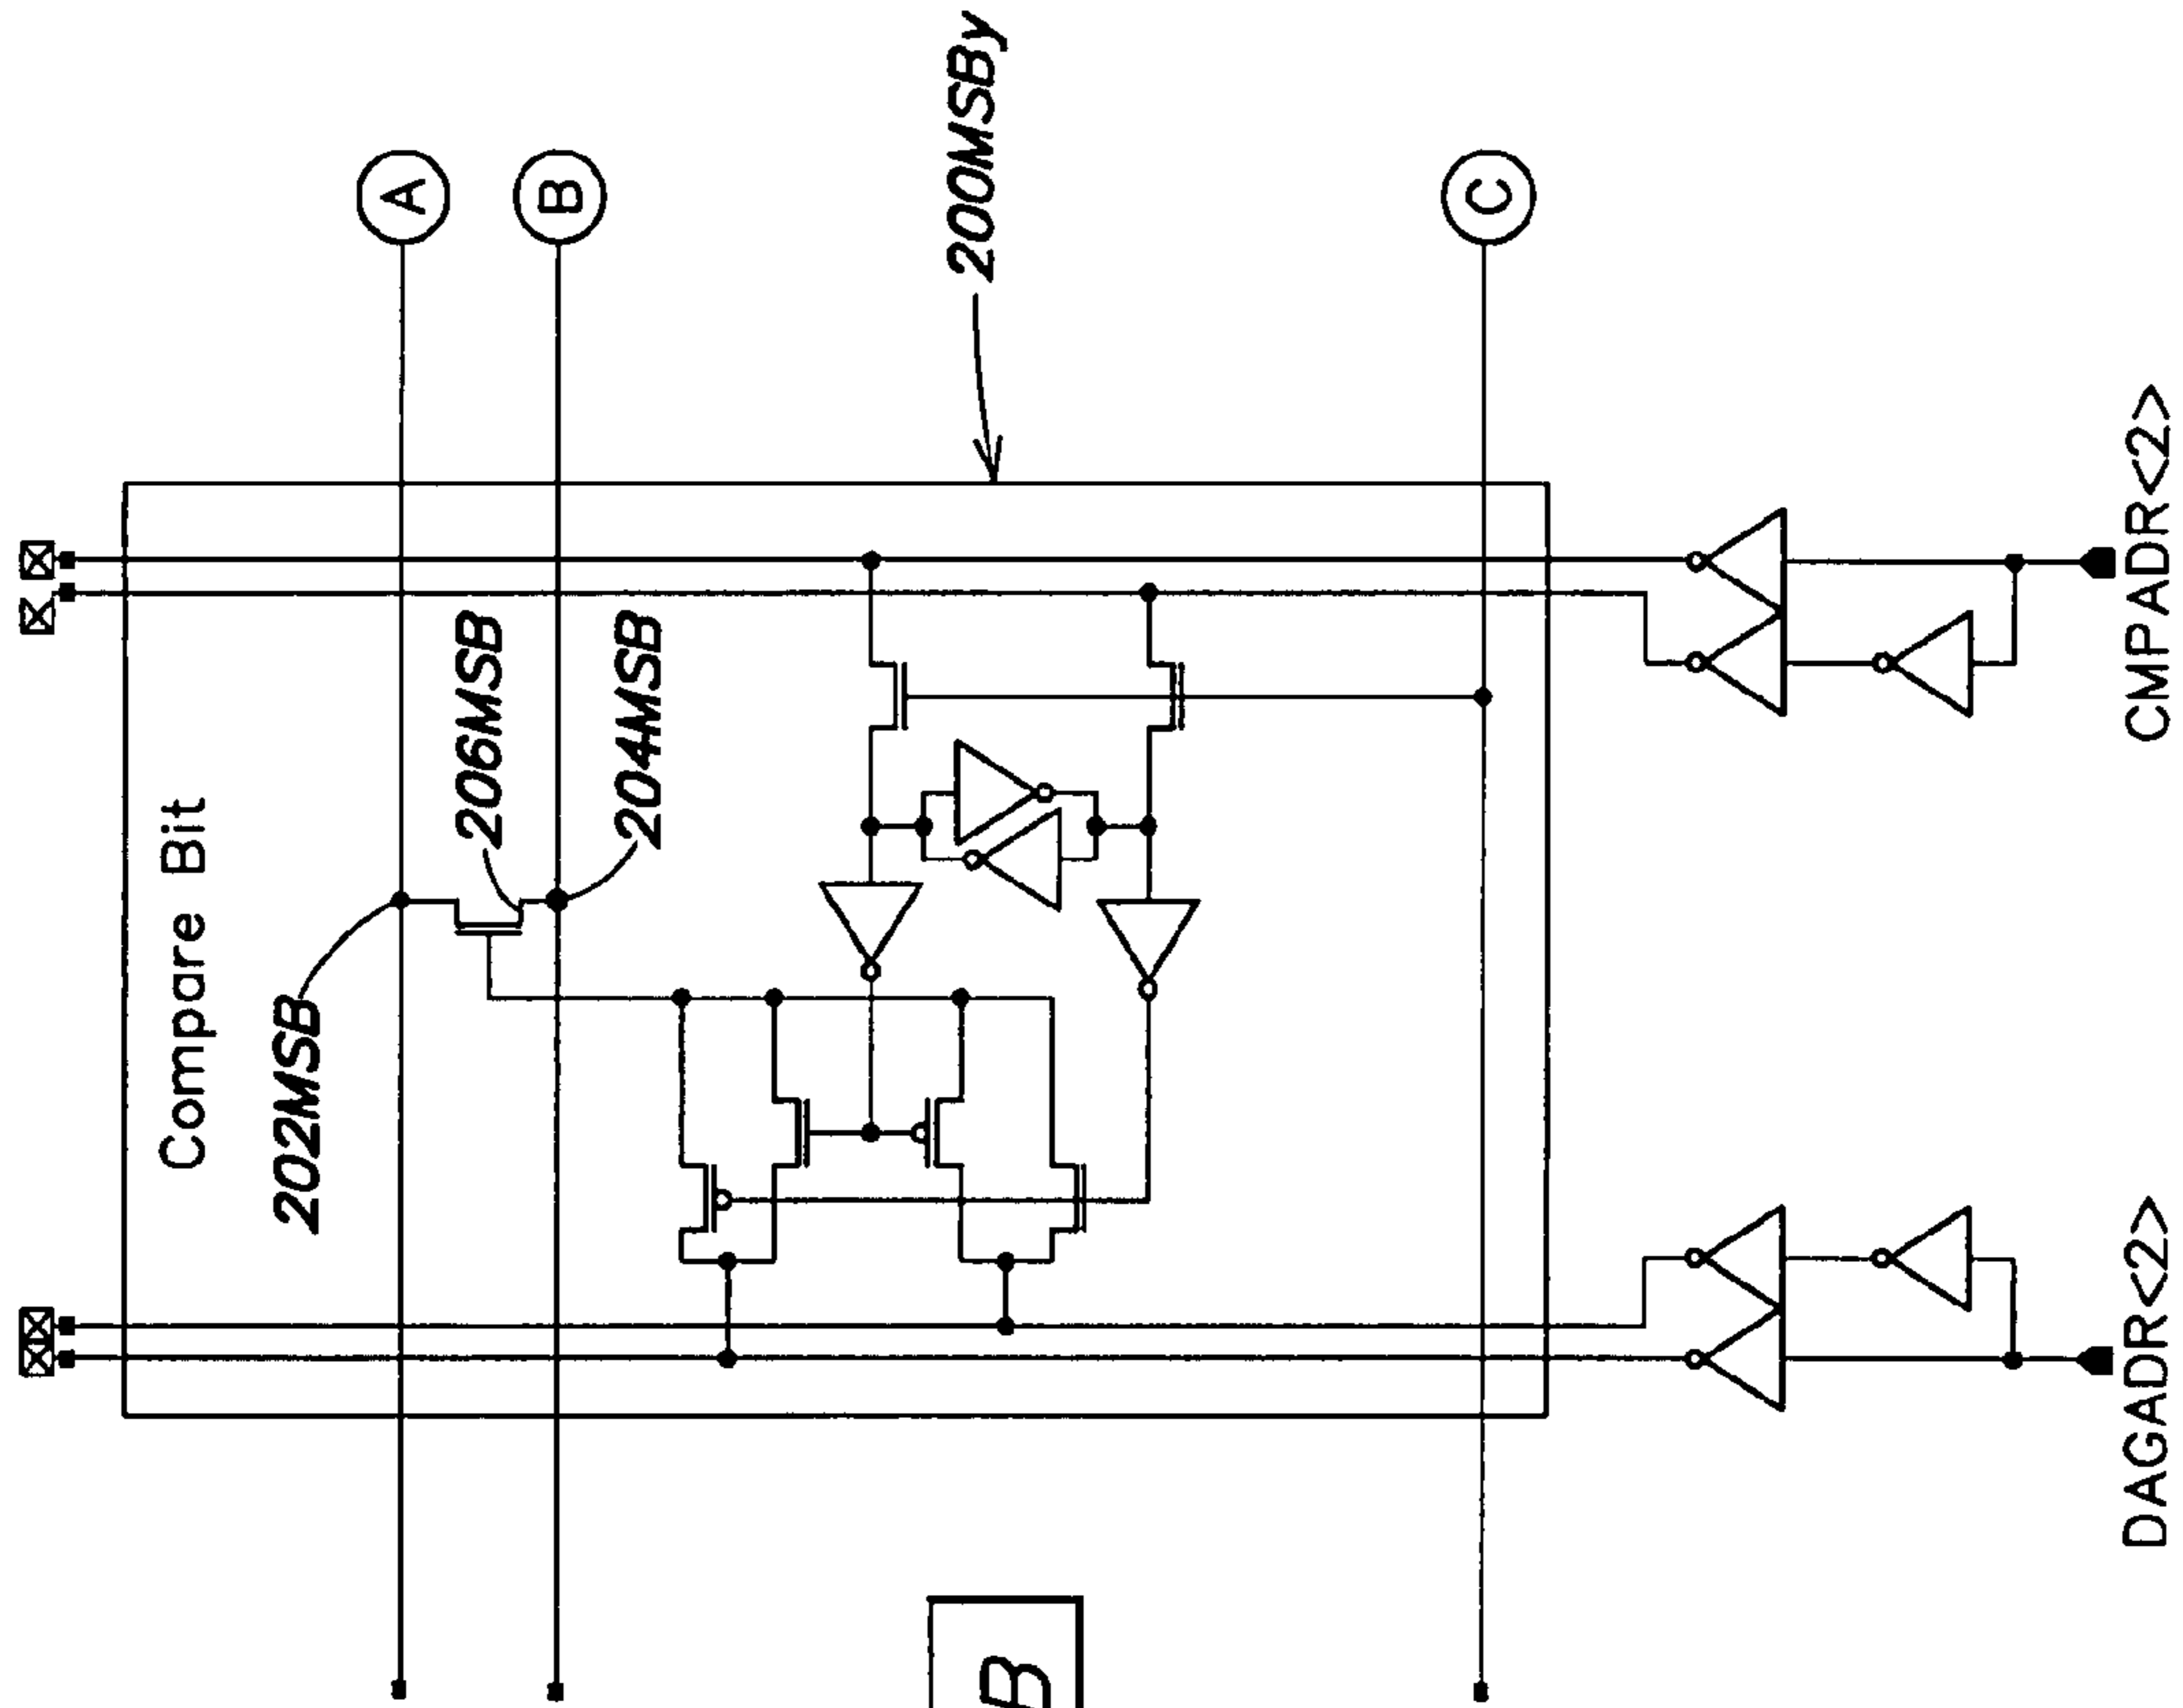 Compare Bit
202MSB
206MSB
204MSB
A
B
200MSBy
C
DAGADR<2>
CMPADR<2>
B